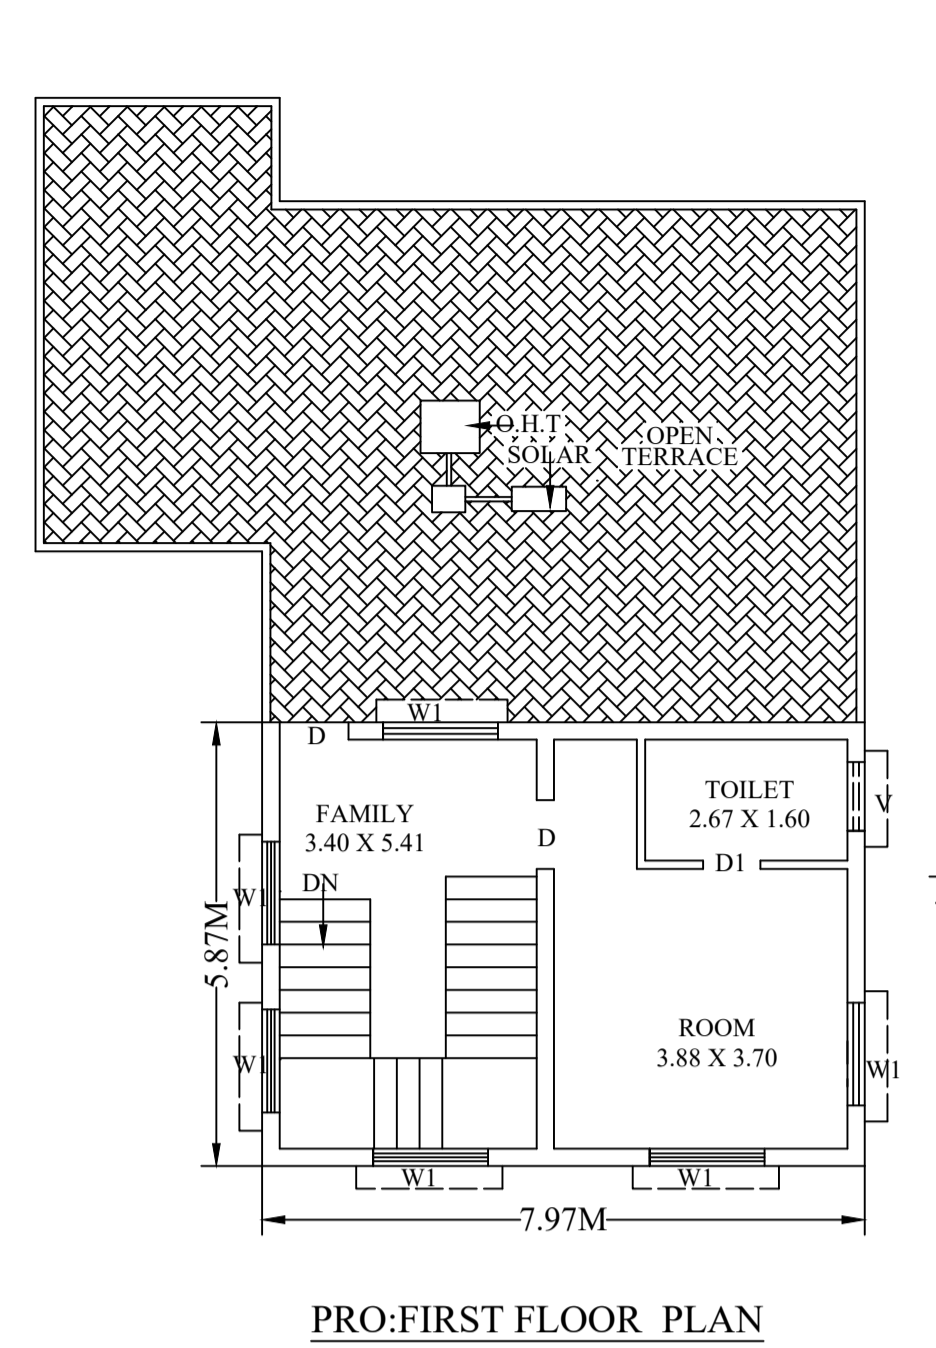 O.H.T
SOLAR
OPEN
TERRACE
W1
D
FAMILY
3.40 X 5.41
TOILET
2.67 X 1.60
V
D
D1
DN
W1
5.87M
ROOM
3.88 X 3.70
W1
W1
W1
W1
7.97M
PRO:FIRST FLOOR PLAN